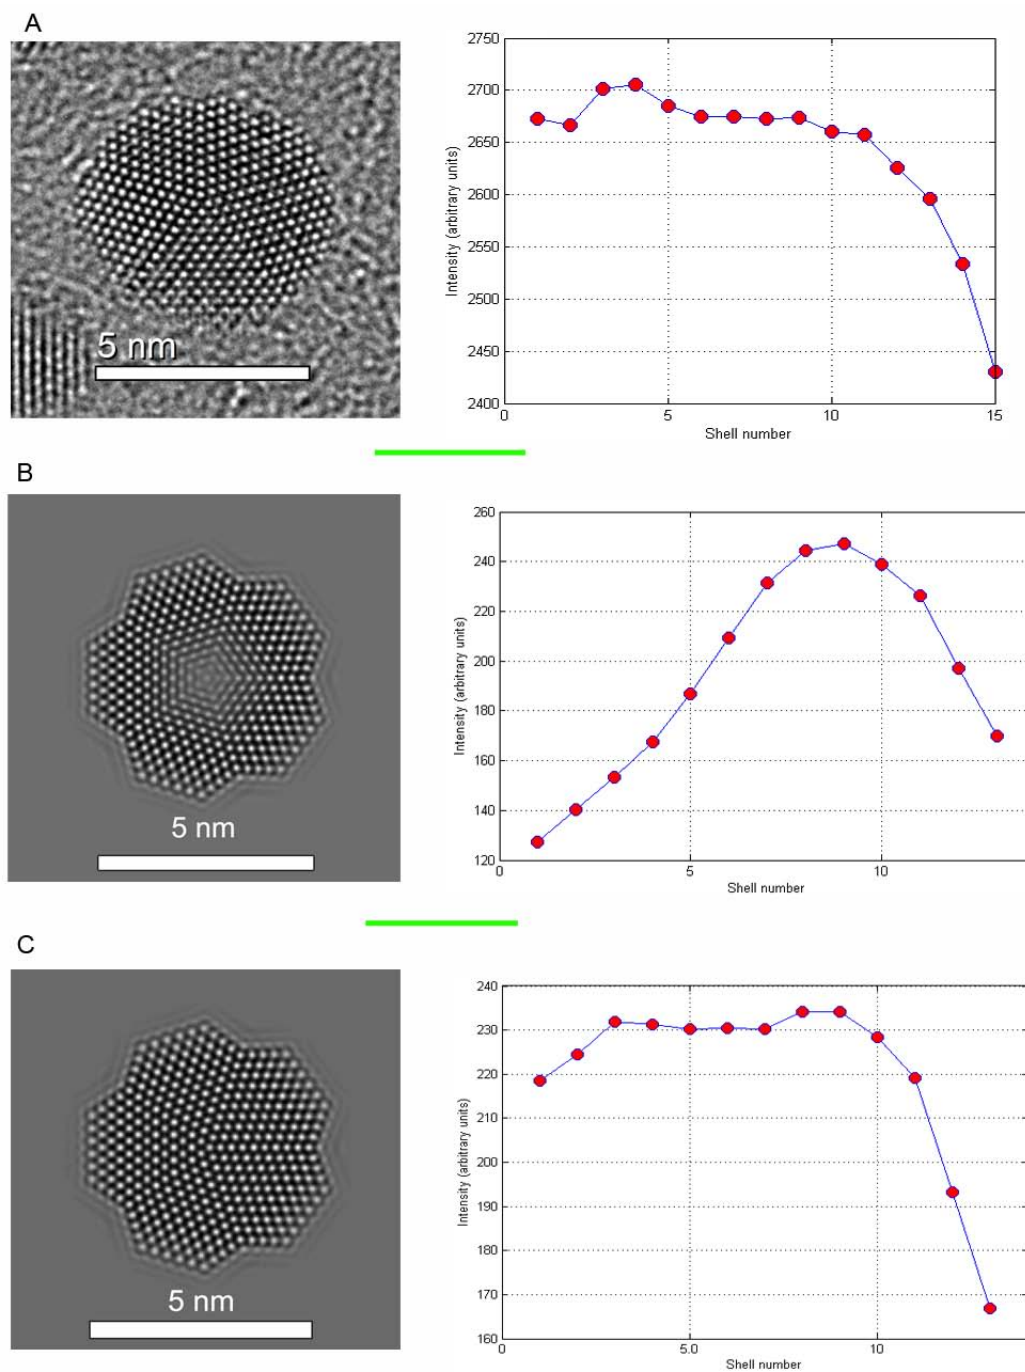 A
5 nm
2750
2700
2650
2600
2550
2500
2450
2400
0
5
10
15
Intensity (arbitrary units)
Shell number
B
5 nm
260
240
220
200
180
160
140
120
0
5
10
Intensity (arbitrary units)
Shell number
C
5 nm
240
230
220
210
200
190
180
170
160
0
5.0
10
Intensity (arbitrary units)
Shell number